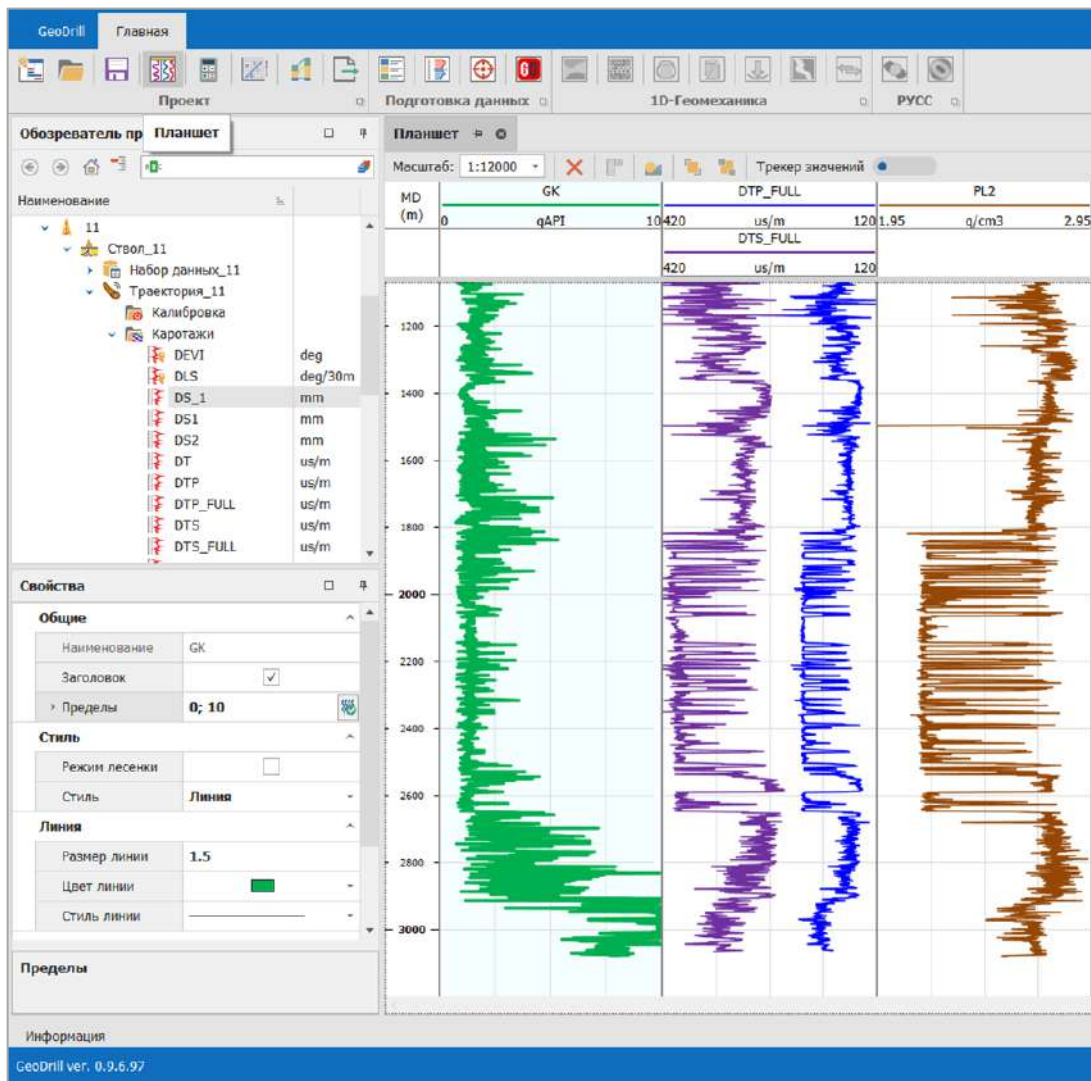 GeoDrill Главная
Проект Подготовка данных 1D-Геомеханика РУСС
Обозреватель пр
Планшет
Наименование
11
Ствол_11
Набор данных_11
Траектория_11
Калибровка
Каротажи
DEVI deg
DLS deg/30m
DS_1 mm
DS1 mm
DS2 mm
DT us/m
DTP us/m
DTP_FULL us/m
DTS us/m
DTS_FULL us/m
Свойства
Общие
Наименование GK
Заголовок
Пределы 0; 10
Стиль
Режим лесенки
Стиль Линия
Линия
Размер линии 1.5
Цвет линии
Стиль линии
Пределы
Планшет
Масштаб: 1:12000 Трекер значений
MD
(m)
GK
0 gAPI 10
DTP_FULL
420 us/m 120
DTS_FULL
420 us/m 120
PL2
1.95 g/cm3 2.95
1200
1400
1600
1800
2000
2200
2400
2600
2800
3000
Информация
GeoDrill ver. 0.9.6.97